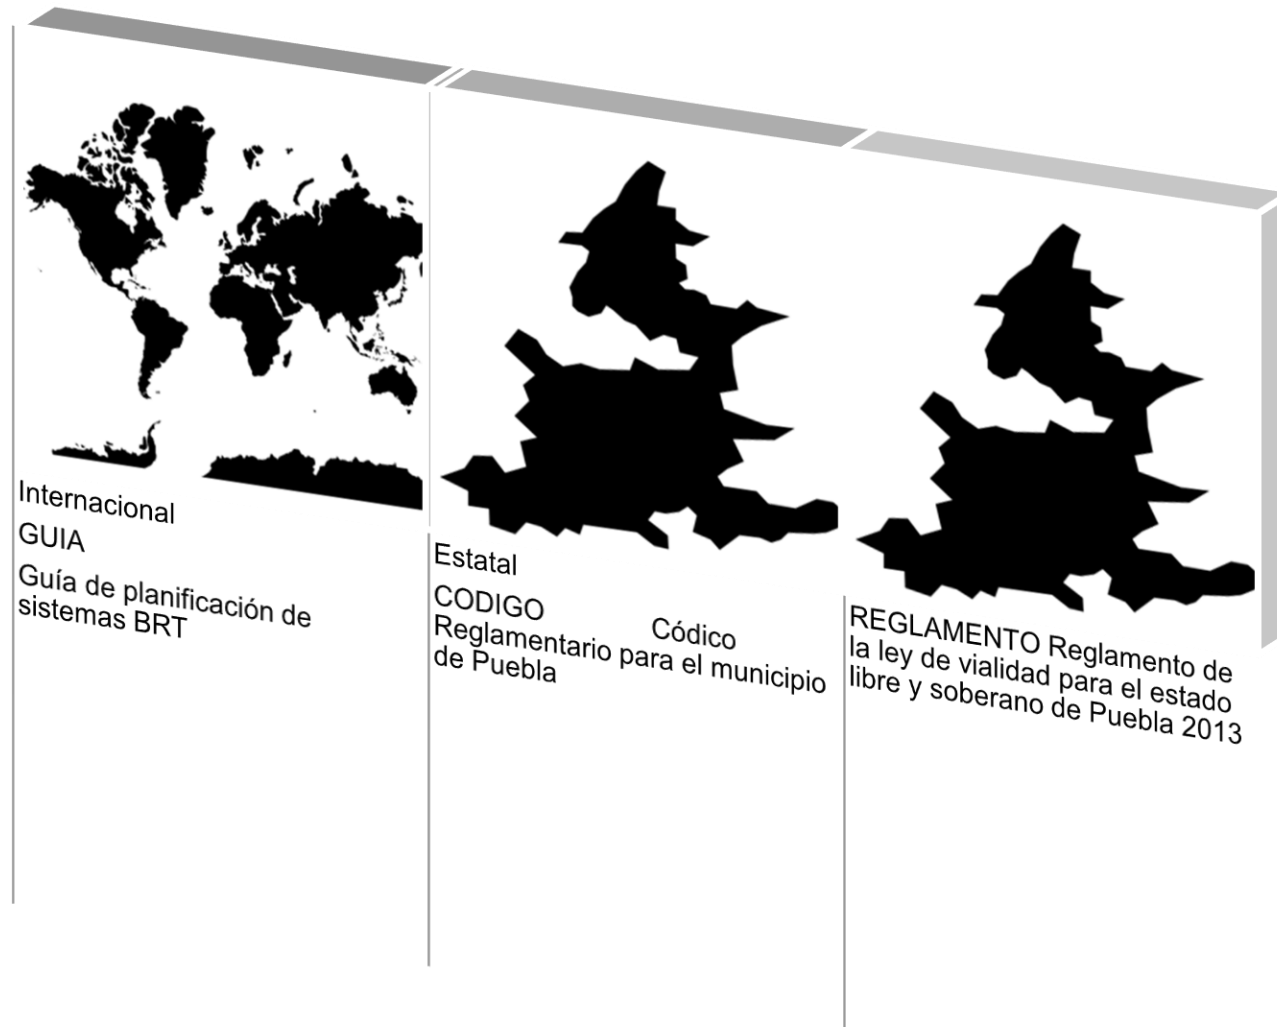 Internacional
GUIA
Guía de planificación de
sistemas BRT
Estatal
CODIGO Códico
Reglamentario para el municipio
de Puebla
REGLAMENTO Reglamento de
la ley de vialidad para el estado
libre y soberano de Puebla 2013